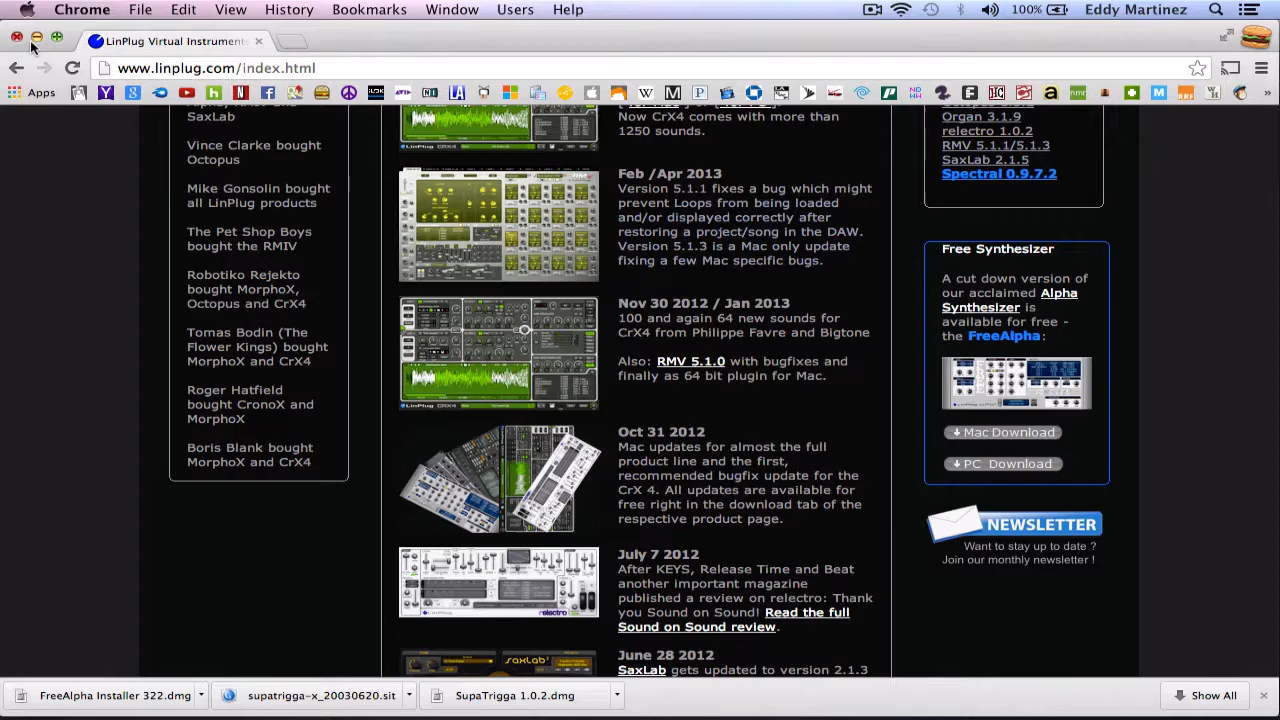 Chrome File Edit View History Bookmarks Window Users Help 100% Eddy Martinez
LinPlug Virtual Instrument
www.linplug.com/index.html
Apps
SaxLab
Vince Clarke bought
Octopus
Mike Consolin bought
all LinPlug products
The Pet Shop Boys
bought the RMIV
Robotiko Rejekto
bought MorphoX,
Octopus and CrX4
Tomas Bodin (The
Flower Kings) bought
MorphoX and CrX4
Roger Hatfield
bought CronoX and
MorphoX
Boris Blank bought
MorphoX and CrX4
Now CrX4 comes with more
than
1250 sounds.
Feb /Apr 2013
Version 5.1.1 fixes a bug which might
prevent Loops from being loaded
and/or displayed correctly after
restoring a project/song in the DAW.
Version 5.1.3 is a Mac only update
fixing a few Mac specific bugs.
Nov 30 2012 / Jan 2013
100 and again 64 new sounds for
CrX4 from Philippe Favre and Bigtone
Also: RMV 5.1.0 with bugfixes and
finally as 64 bit plugin for Mac.
Oct 31 2012
Mac updates for almost the full
product line and the first,
recommended bugfix update for the
CrX 4. All updates are available for
free right in the download tab of the
respective product page.
July 7 2012
After KEYS, Release Time and Beat
another important magazine
published a review on relectro: Thank
you Sound on Sound! Read the full
Sound on Sound review.
June 28 2012
SaxLab gets updated to version 2.1.3
Organ 3.1.9
relectro 1.0.2
RMV 5.1.1/5.1.3
SaxLab 2.1.5
Spectral 0.9.7.2
Free Synthesizer
A cut down version of
our acclaimed Alpha
Synthesizer is
available for free -
the FreeAlpha:
Mac Download
PC Download
NEWSLETTER
Want to stay up to date ?
Join our monthly newsletter !
FreeAlpha Installer 322.dmg
supatrigga-x_20030620.sit
SupaTrigga 1.0.2.dmg
Show All